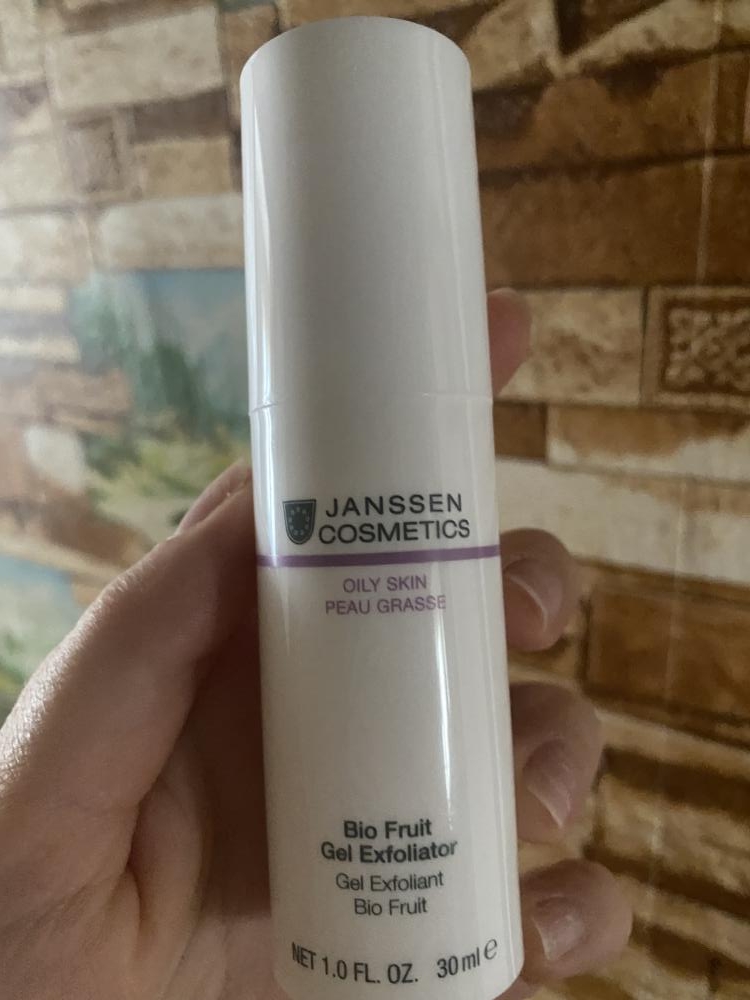 JANSSEN
COSMETICS
OILY SKIN
PEAU GRASSE
Bio Fruit
Gel Exfoliator
Gel Exfoliant
Bio Fruit
NET 1.0 FL. OZ. 30 ml ℮